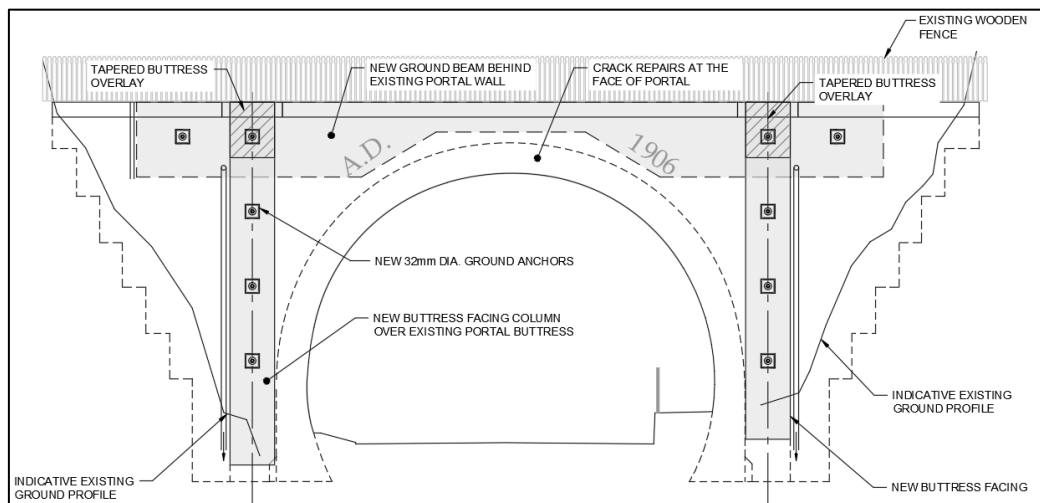 EXISTING WOODEN
FENCE
TAPERED BUTTRESS
OVERLAY
NEW GROUND BEAM BEHIND
EXISTING PORTAL WALL
CRACK REPAIRS AT THE
FACE OF PORTAL
TAPERED BUTTRESS
OVERLAY
A.D.
1906
NEW 32mm DIA. GROUND ANCHORS
NEW BUTTRESS FACING COLUMN
OVER EXISTING PORTAL BUTTRESS
INDICATIVE EXISTING
GROUND PROFILE
INDICATIVE EXISTING
GROUND PROFILE
NEW BUTTRESS FACING